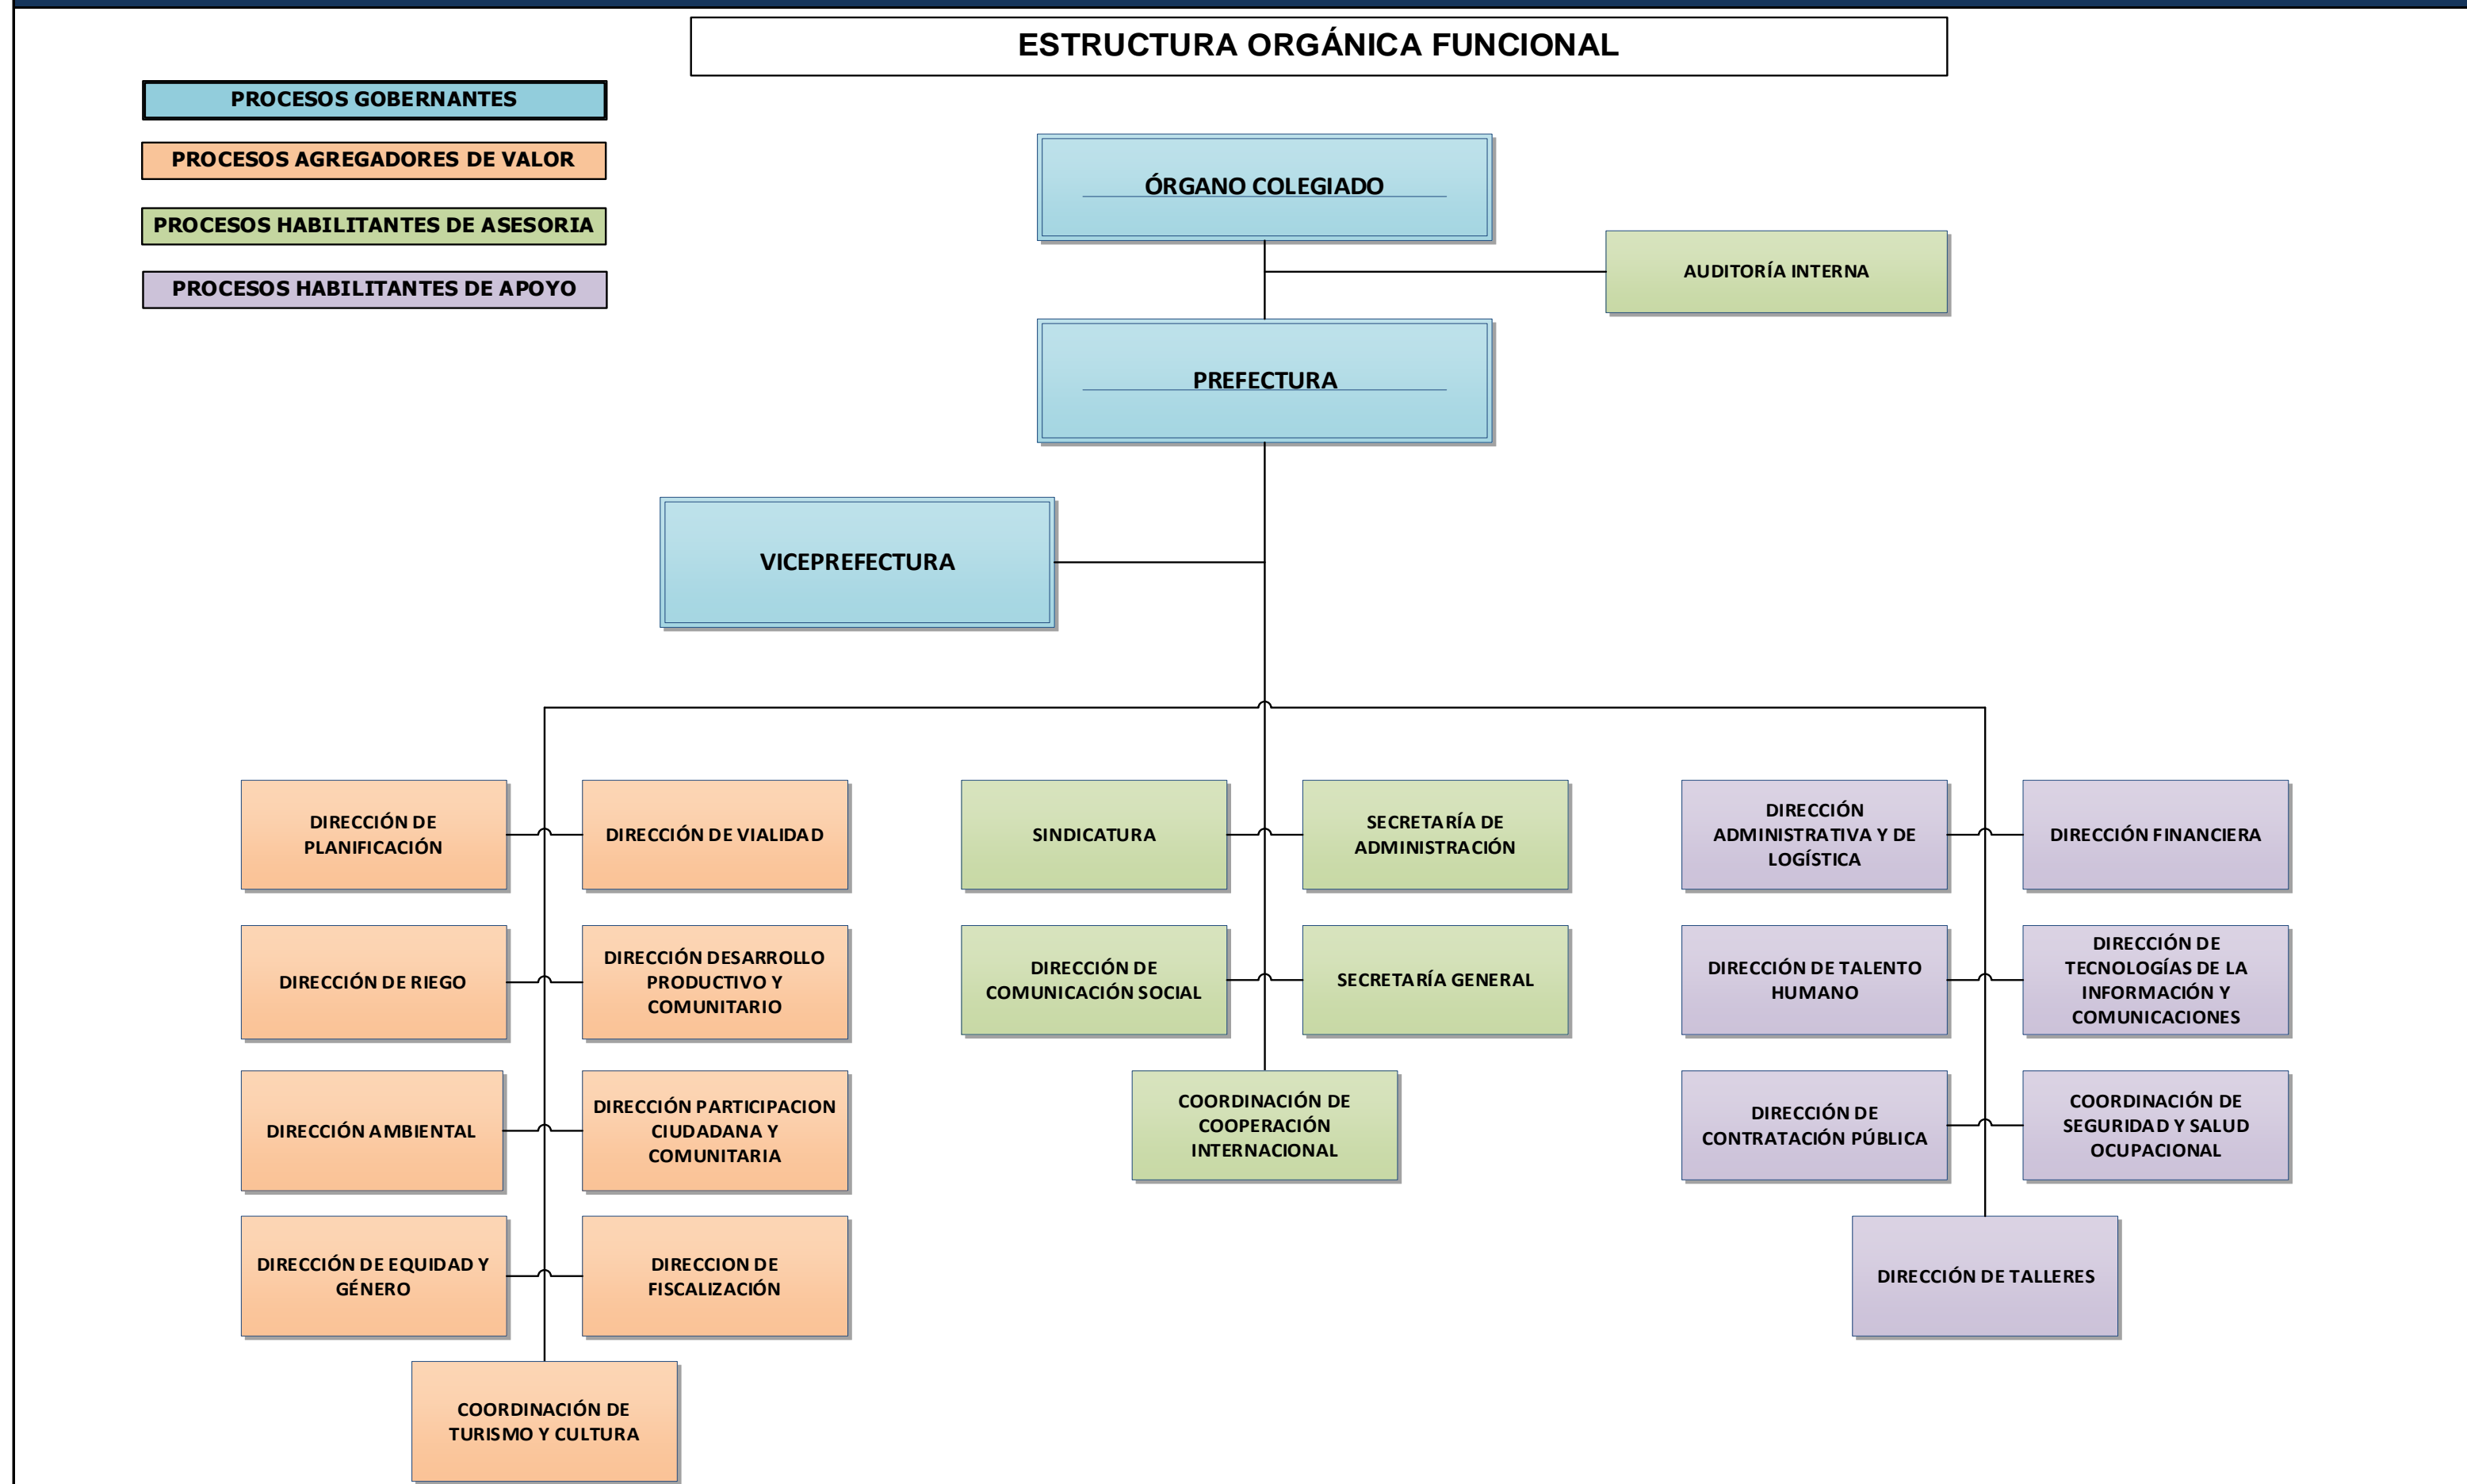 ESTRUCTURA ORGÁNICA FUNCIONAL
PROCESOS GOBERNANTES
PROCESOS AGREGADORES DE VALOR
PROCESOS HABILITANTES DE ASESORIA
PROCESOS HABILITANTES DE APOYO
ÓRGANO COLEGIADO
AUDITORÍA INTERNA
PREFECTURA
VICEPREFECTURA
DIRECCIÓN DE
PLANIFICACIÓN
DIRECCIÓN DE VIALIDAD
DIRECCIÓN DE RIEGO
DIRECCIÓN DESARROLLO
PRODUCTIVO Y
COMUNITARIO
DIRECCIÓN AMBIENTAL
DIRECCIÓN PARTICIPACION
CIUDADANA Y
COMUNITARIA
DIRECCIÓN DE EQUIDAD Y
GÉNERO
DIRECCION DE
FISCALIZACIÓN
COORDINACIÓN DE
TURISMO Y CULTURA
SINDICATURA
SECRETARÍA DE
ADMINISTRACIÓN
DIRECCIÓN DE
COMUNICACIÓN SOCIAL
SECRETARÍA GENERAL
COORDINACIÓN DE
COOPERACIÓN
INTERNACIONAL
DIRECCIÓN
ADMINISTRATIVA Y DE
LOGÍSTICA
DIRECCIÓN FINANCIERA
DIRECCIÓN DE TALENTO
HUMANO
DIRECCIÓN DE
TECNOLOGÍAS DE LA
INFORMACIÓN Y
COMUNICACIONES
DIRECCIÓN DE
CONTRATACIÓN PÚBLICA
COORDINACIÓN DE
SEGURIDAD Y SALUD
OCUPACIONAL
DIRECCIÓN DE TALLERES